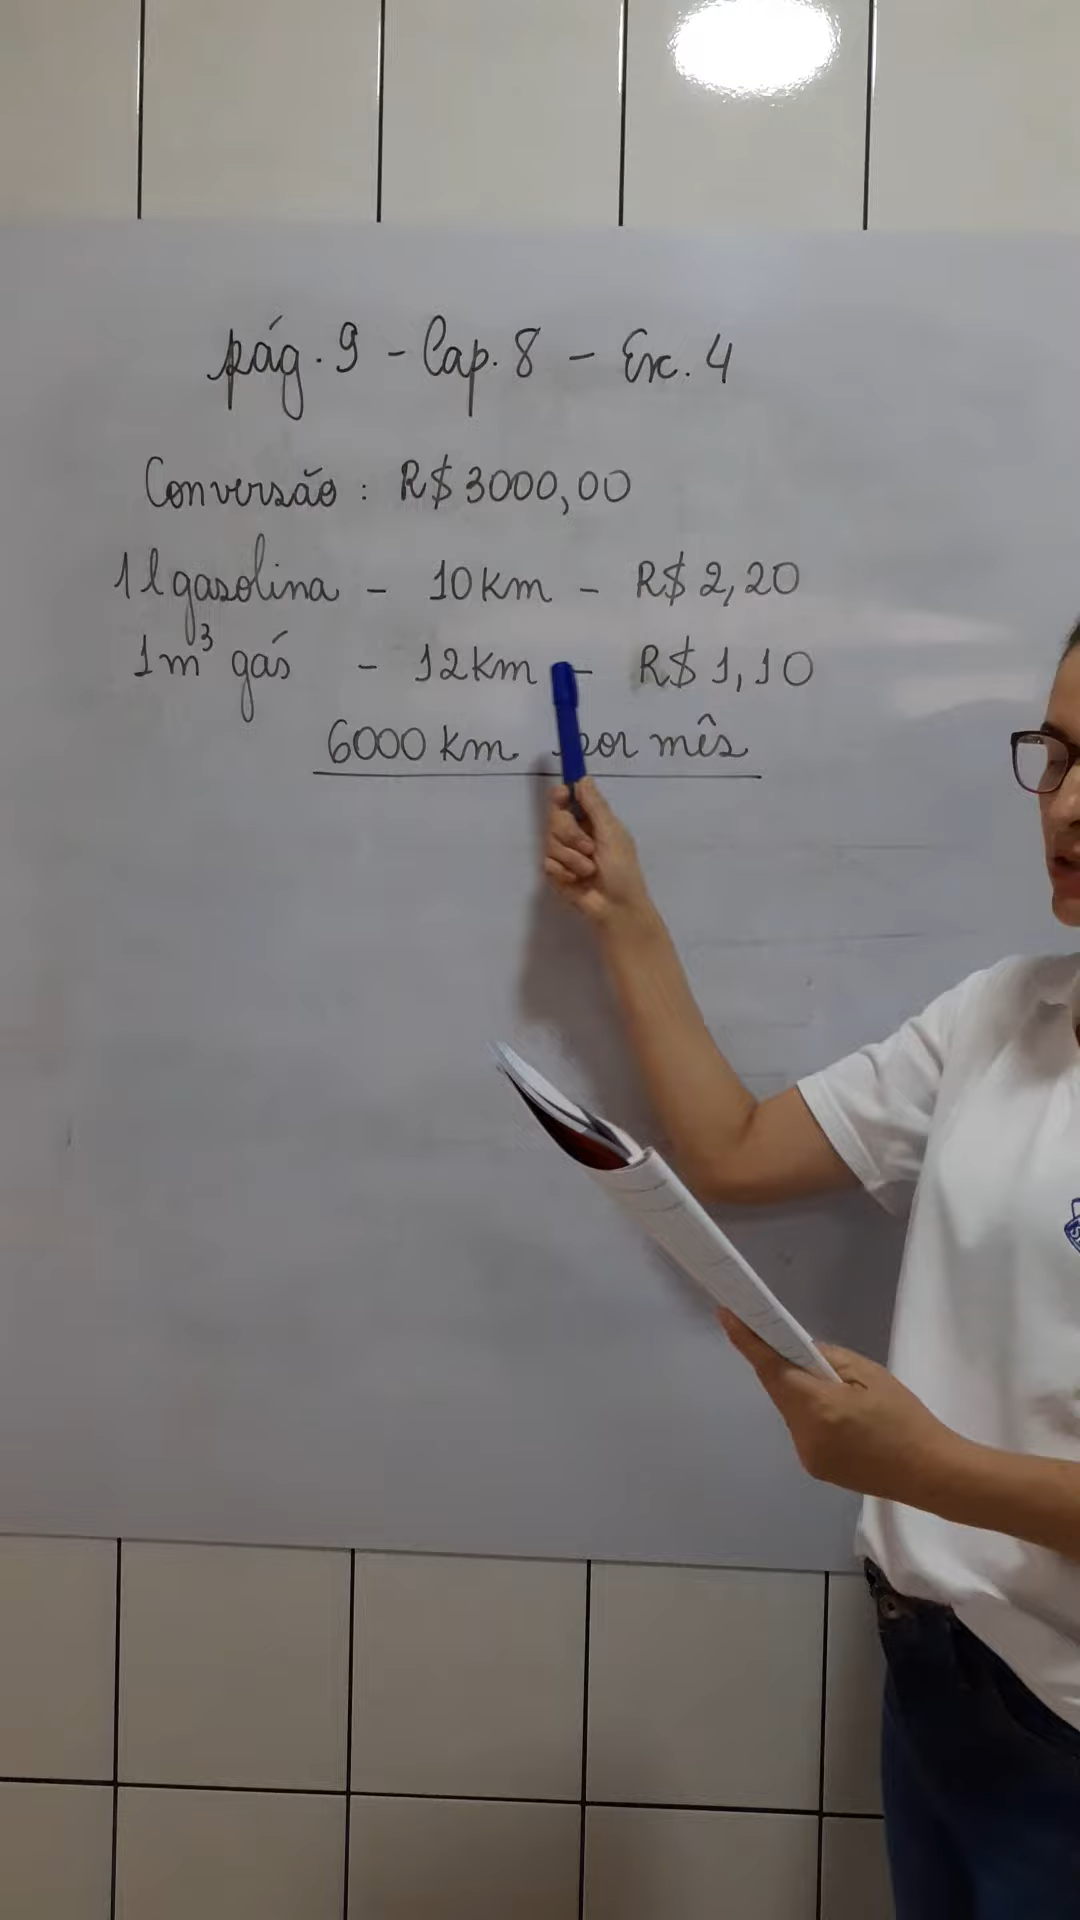 pág. 9 - Cap. 8 - Exc. 4
Conversão : R$ 3000,00
1 l gasolina - 10 km - R$ 2,20
1 m³ gás - 12 km - R$ 1,10
6000 km por mês